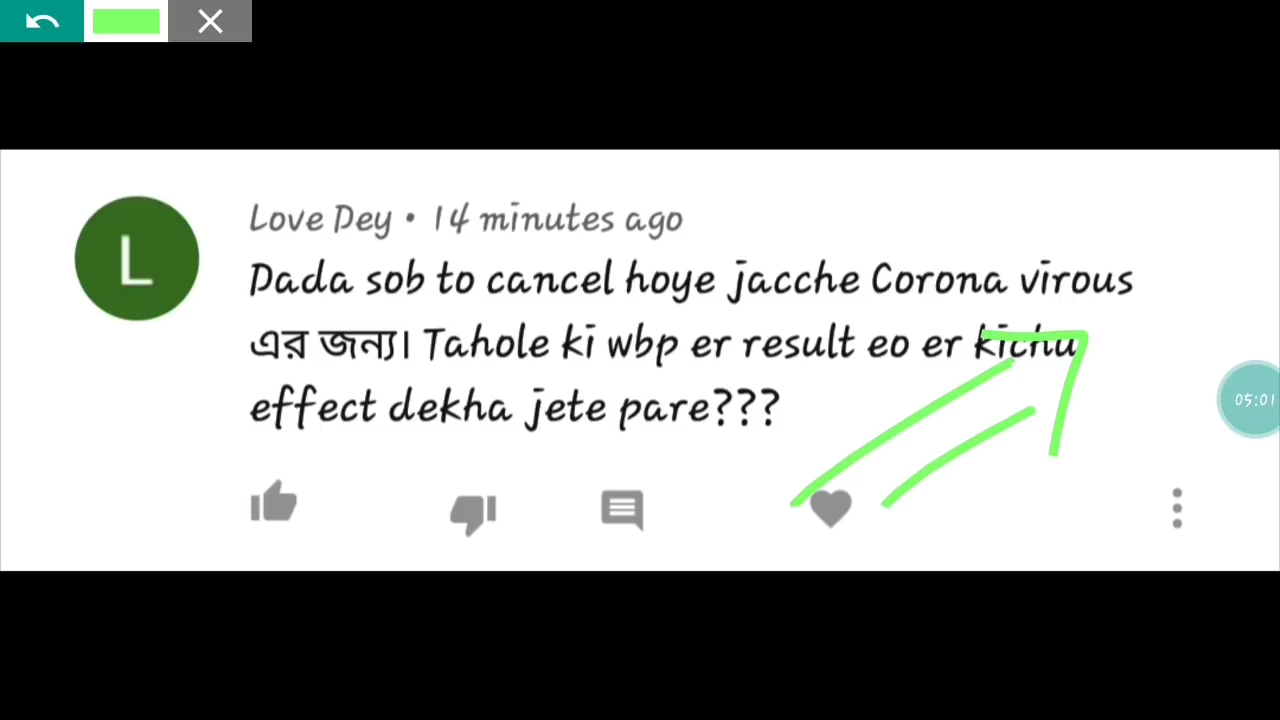 Love Dey • 14 minutes ago
Dada sob to cancel hoye jacche Corona virous
এর জন্য। Tahole ki wbp er result eo er kichu
effect dekha jete pare???
05:01
L